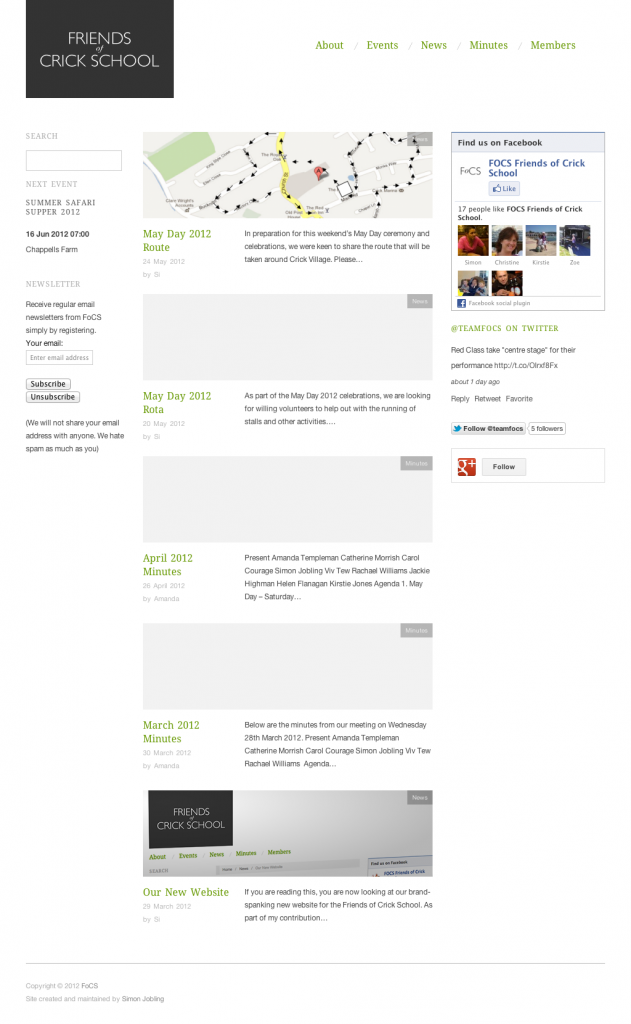 FRIENDS
of
CRICK SCHOOL
About / Events / News / Minutes / Members
SEARCH
NEXT EVENT
SUMMER SAFARI
SUPPER 2012
16 Jun 2012 07:00
Chappells Farm
NEWSLETTER
Receive regular email
newsletters from FoCS
simply by registering.
Your email:
Enter email address
Subscribe
Unsubscribe
(We will not share your email
address with anyone. We hate
spam as much as you)
News
The Royal Oak
A
The Wheatsheaf
The Red Lion
May Day 2012
Route
24 May 2012
by Si
In preparation for this weekend's May Day ceremony and
celebrations, we were keen to share the route that will be
taken around Crick Village. Please…
News
May Day 2012
Rota
20 May 2012
by Si
As part of the May Day 2012 celebrations, we are looking
for willing volunteers to help out with the running of
stalls and other activities….
Minutes
April 2012
Minutes
26 April 2012
by Amanda
Present Amanda Templeman Catherine Morrish Carol
Courage Simon Jobling Viv Tew Rachael Williams Jackie
Highman Helen Flanagan Kirstie Jones Agenda 1. May
Day – Saturday…
Minutes
March 2012
Minutes
30 March 2012
by Amanda
Below are the minutes from our meeting on Wednesday
28th March 2012. Present Amanda Templeman
Catherine Morrish Carol Courage Simon Jobling Viv Tew
Rachael Williams Agenda…
News
FRIENDS
of
CRICK SCHOOL
About / Events / News / Minutes / Members
SEARCH
Find us on Facebook
FOCS Friends of Crick
Our New Website
29 March 2012
by Si
If you are reading this, you are now looking at our brand-
spanking new website for the Friends of Crick School. As
part of my contribution…
Find us on Facebook
FoCS
FOCS Friends of Crick
School
Like
17 people like FOCS Friends of Crick
School.
Simon Christine Kirstie Zoe
Facebook social plugin
@TEAMFOCS ON TWITTER
Red Class take "centre stage" for their
performance http://t.co/OIrxf8Fx
about 1 day ago
Reply Retweet Favorite
Follow @teamfocs 5 followers
g+ Follow
Copyright © 2012 FoCS
Site created and maintained by Simon Jobling